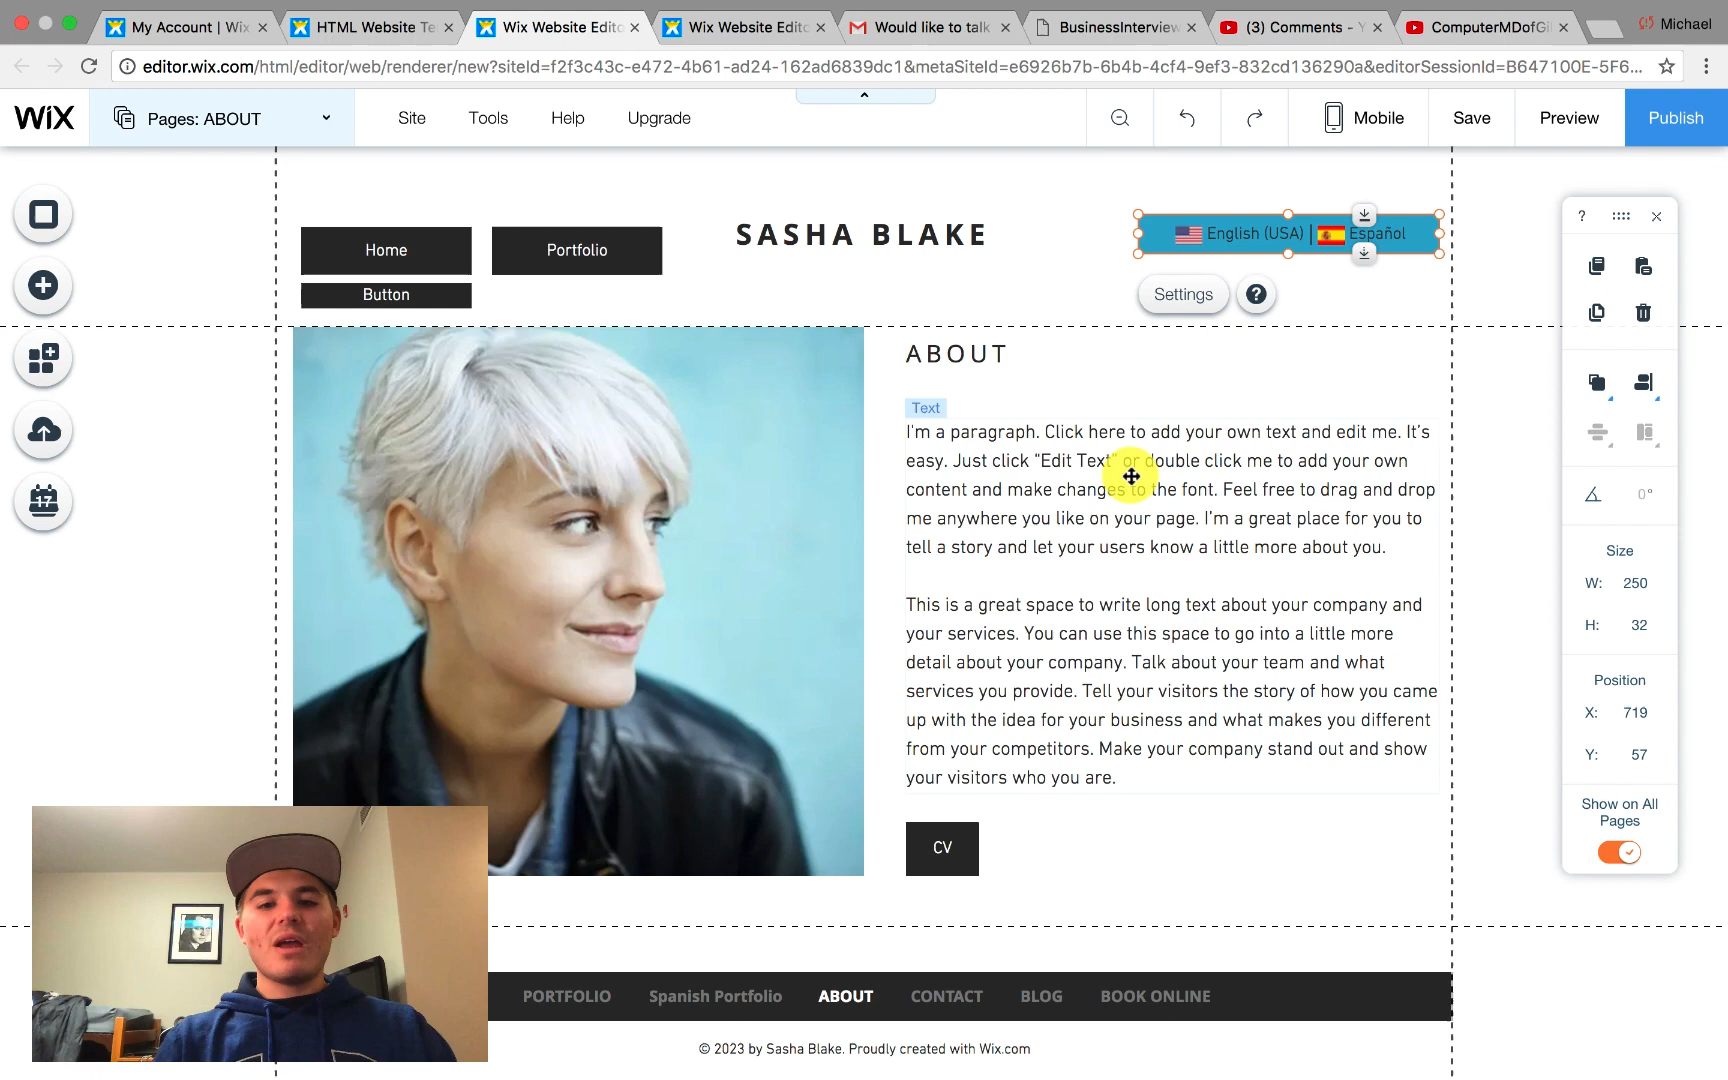 My Account | Wix
HTML Website Te
Wix Website Edito
Wix Website Edito
Would like to talk
BusinessInterview
(3) Comments - Y
ComputerMDofGi
Michael
editor.wix.com/html/editor/web/renderer/new?siteId=f2f3c43c-e472-4b61-ad24-162ad6839dc1&metaSiteId=e6926b7b-6b4b-4cf4-9ef3-832cd136290a&editorSessionId=B647100E-5F6...
WiX
Pages: ABOUT
Site
Tools
Help
Upgrade
Mobile
Save
Preview
Publish
Home
Portfolio
Button
SASHA BLAKE
English (USA) | Español
Settings
?
17
ABOUT
Text
I'm a paragraph. Click here to add your own text and edit me. It's
easy. Just click "Edit Text" or double click me to add your own
content and make changes to the font. Feel free to drag and drop
me anywhere you like on your page. I'm a great place for you to
tell a story and let your users know a little more about you.
This is a great space to write long text about your company and
your services. You can use this space to go into a little more
detail about your company. Talk about your team and what
services you provide. Tell your visitors the story of how you came
up with the idea for your business and what makes you different
from your competitors. Make your company stand out and show
your visitors who you are.
CV
?
0°
Size
W: 250
H: 32
Position
X: 719
Y: 57
Show on All
Pages
PORTFOLIO
Spanish Portfolio
ABOUT
CONTACT
BLOG
BOOK ONLINE
© 2023 by Sasha Blake. Proudly created with Wix.com